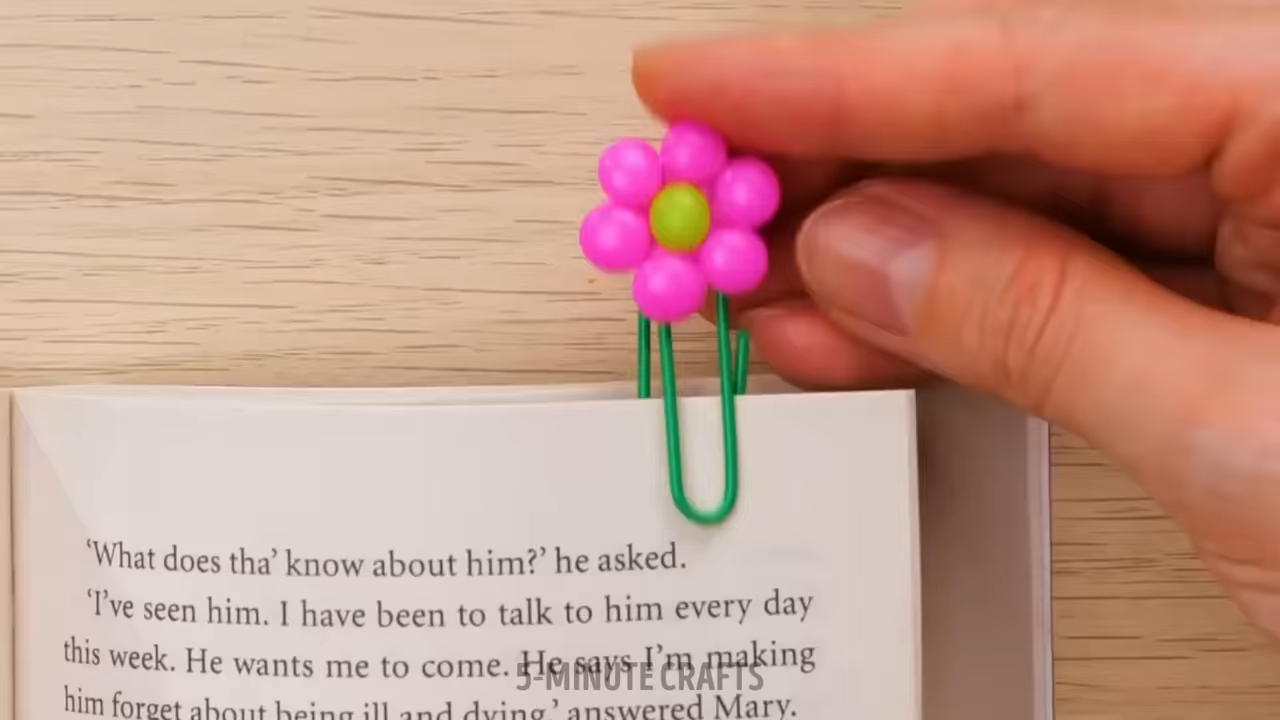 ‘What does tha’ know about him?’ he asked.
‘I’ve seen him. I have been to talk to him every day
this week. He wants me to come. He says I’m making
him forget about being ill and dying,’ answered Mary.
5-MINUTE CRAFTS